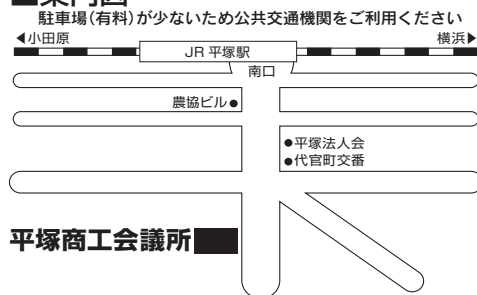 ■案内図
駐車場(有料)が少ないため公共交通機関をご利用ください
◀小田原
横浜▶
JR 平塚駅
南口
農協ビル●
●平塚法人会
●代官町交番
平塚商工会議所